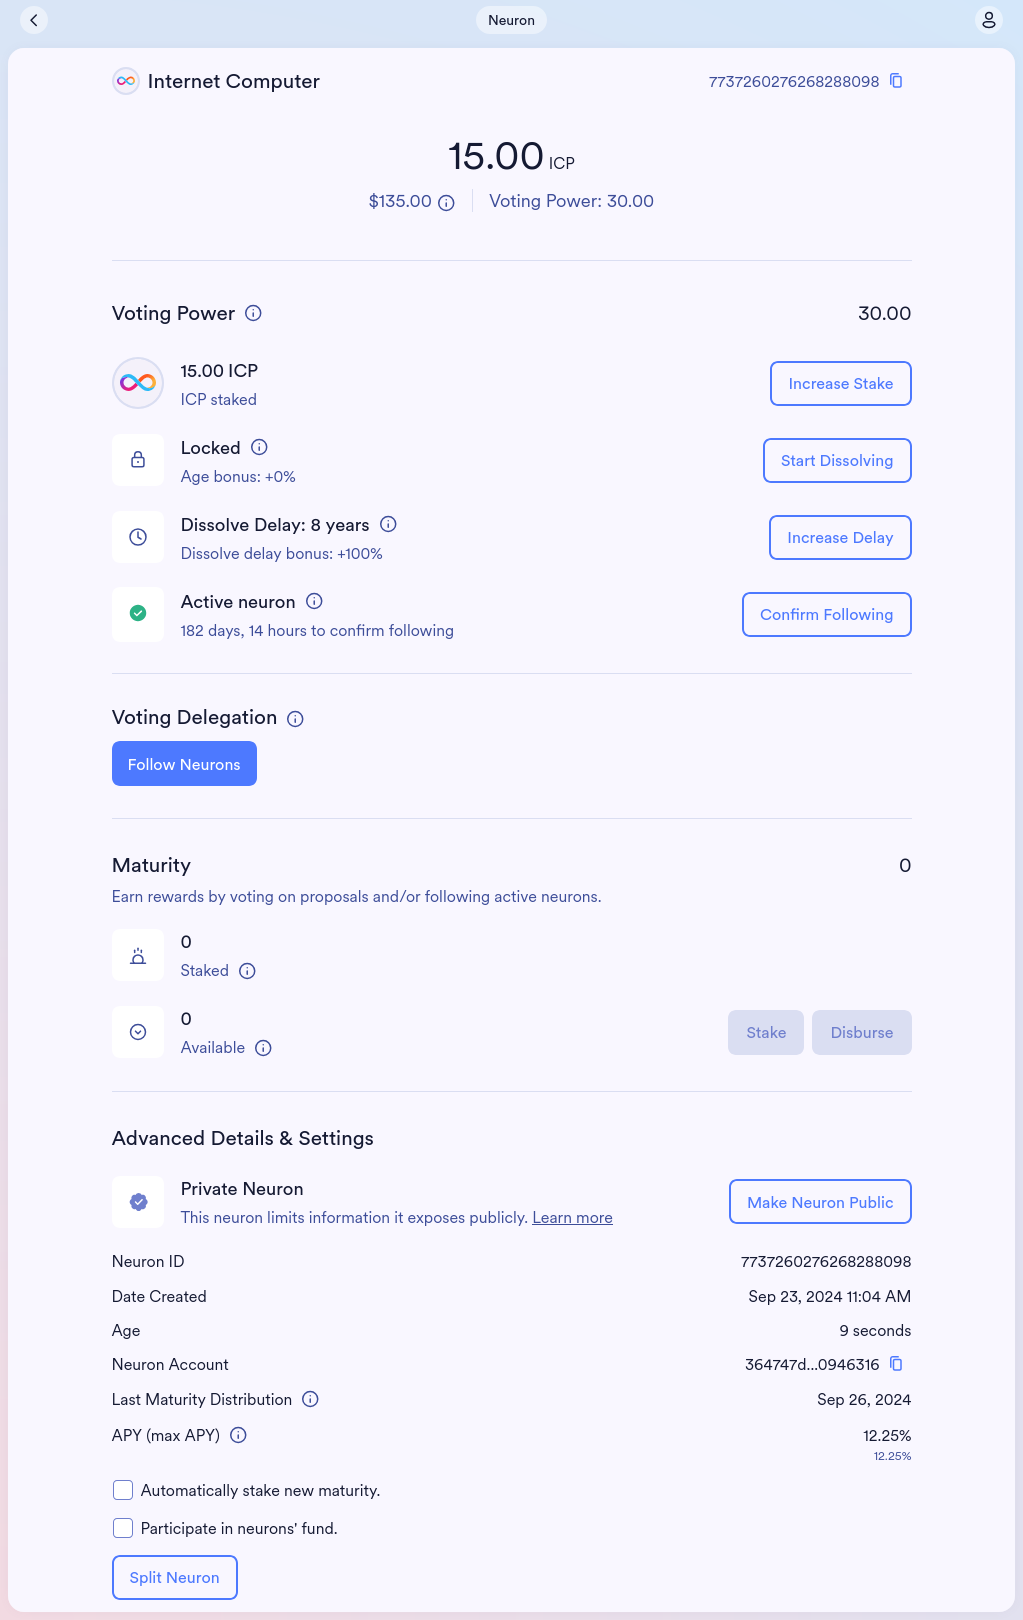 Neuron
Internet Computer
7737260276268288098
15.00 ICP
$135.00 Voting Power: 30.00
Voting Power 30.00
15.00 ICP
ICP staked
Increase Stake
Locked
Age bonus: +0%
Start Dissolving
Dissolve Delay: 8 years
Dissolve delay bonus: +100%
Increase Delay
Active neuron
182 days, 14 hours to confirm following
Confirm Following
Voting Delegation
Follow Neurons
Maturity 0
Earn rewards by voting on proposals and/or following active neurons.
0
Staked
0
Available
Stake Disburse
Advanced Details & Settings
Private Neuron
This neuron limits information it exposes publicly. Learn more
Make Neuron Public
Neuron ID 7737260276268288098
Date Created Sep 23, 2024 11:04 AM
Age 9 seconds
Neuron Account 364747d...0946316
Last Maturity Distribution Sep 26, 2024
APY (max APY) 12.25%
12.25%
Automatically stake new maturity.
Participate in neurons' fund.
Split Neuron